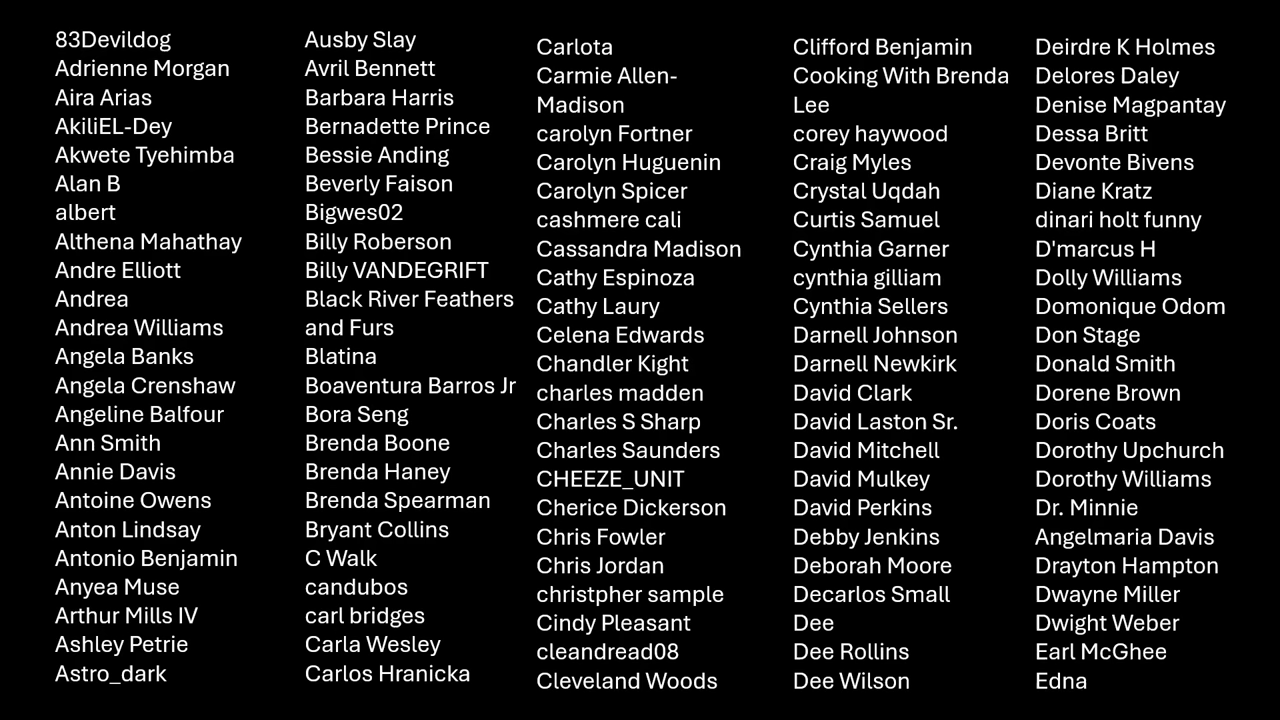 83Devildog
Adrienne Morgan
Aira Arias
AkiliEL-Dey
Akwete Tyehimba
Alan B
albert
Althena Mahathay
Andre Elliott
Andrea
Andrea Williams
Angela Banks
Angela Crenshaw
Angeline Balfour
Ann Smith
Annie Davis
Antoine Owens
Anton Lindsay
Antonio Benjamin
Anyea Muse
Arthur Mills IV
Ashley Petrie
Astro_dark
Ausby Slay
Avril Bennett
Barbara Harris
Bernadette Prince
Bessie Anding
Beverly Faison
Bigwes02
Billy Roberson
Billy VANDEGRIFT
Black River Feathers
and Furs
Blatina
Boaventura Barros Jr
Bora Seng
Brenda Boone
Brenda Haney
Brenda Spearman
Bryant Collins
C Walk
candubos
carl bridges
Carla Wesley
Carlos Hranicka
Carlota
Carmie Allen-
Madison
carolyn Fortner
Carolyn Huguenin
Carolyn Spicer
cashmere cali
Cassandra Madison
Cathy Espinoza
Cathy Laury
Celena Edwards
Chandler Kight
charles madden
Charles S Sharp
Charles Saunders
CHEEZE_UNIT
Cherice Dickerson
Chris Fowler
Chris Jordan
christpher sample
Cindy Pleasant
cleandread08
Cleveland Woods
Clifford Benjamin
Cooking With Brenda
Lee
corey haywood
Craig Myles
Crystal Uqdah
Curtis Samuel
Cynthia Garner
cynthia gilliam
Cynthia Sellers
Darnell Johnson
Darnell Newkirk
David Clark
David Laston Sr.
David Mitchell
David Mulkey
David Perkins
Debby Jenkins
Deborah Moore
Decarlos Small
Dee
Dee Rollins
Dee Wilson
Deirdre K Holmes
Delores Daley
Denise Magpantay
Dessa Britt
Devonte Bivens
Diane Kratz
dinari holt funny
D'marcus H
Dolly Williams
Domonique Odom
Don Stage
Donald Smith
Dorene Brown
Doris Coats
Dorothy Upchurch
Dorothy Williams
Dr. Minnie
Angelmaria Davis
Drayton Hampton
Dwayne Miller
Dwight Weber
Earl McGhee
Edna